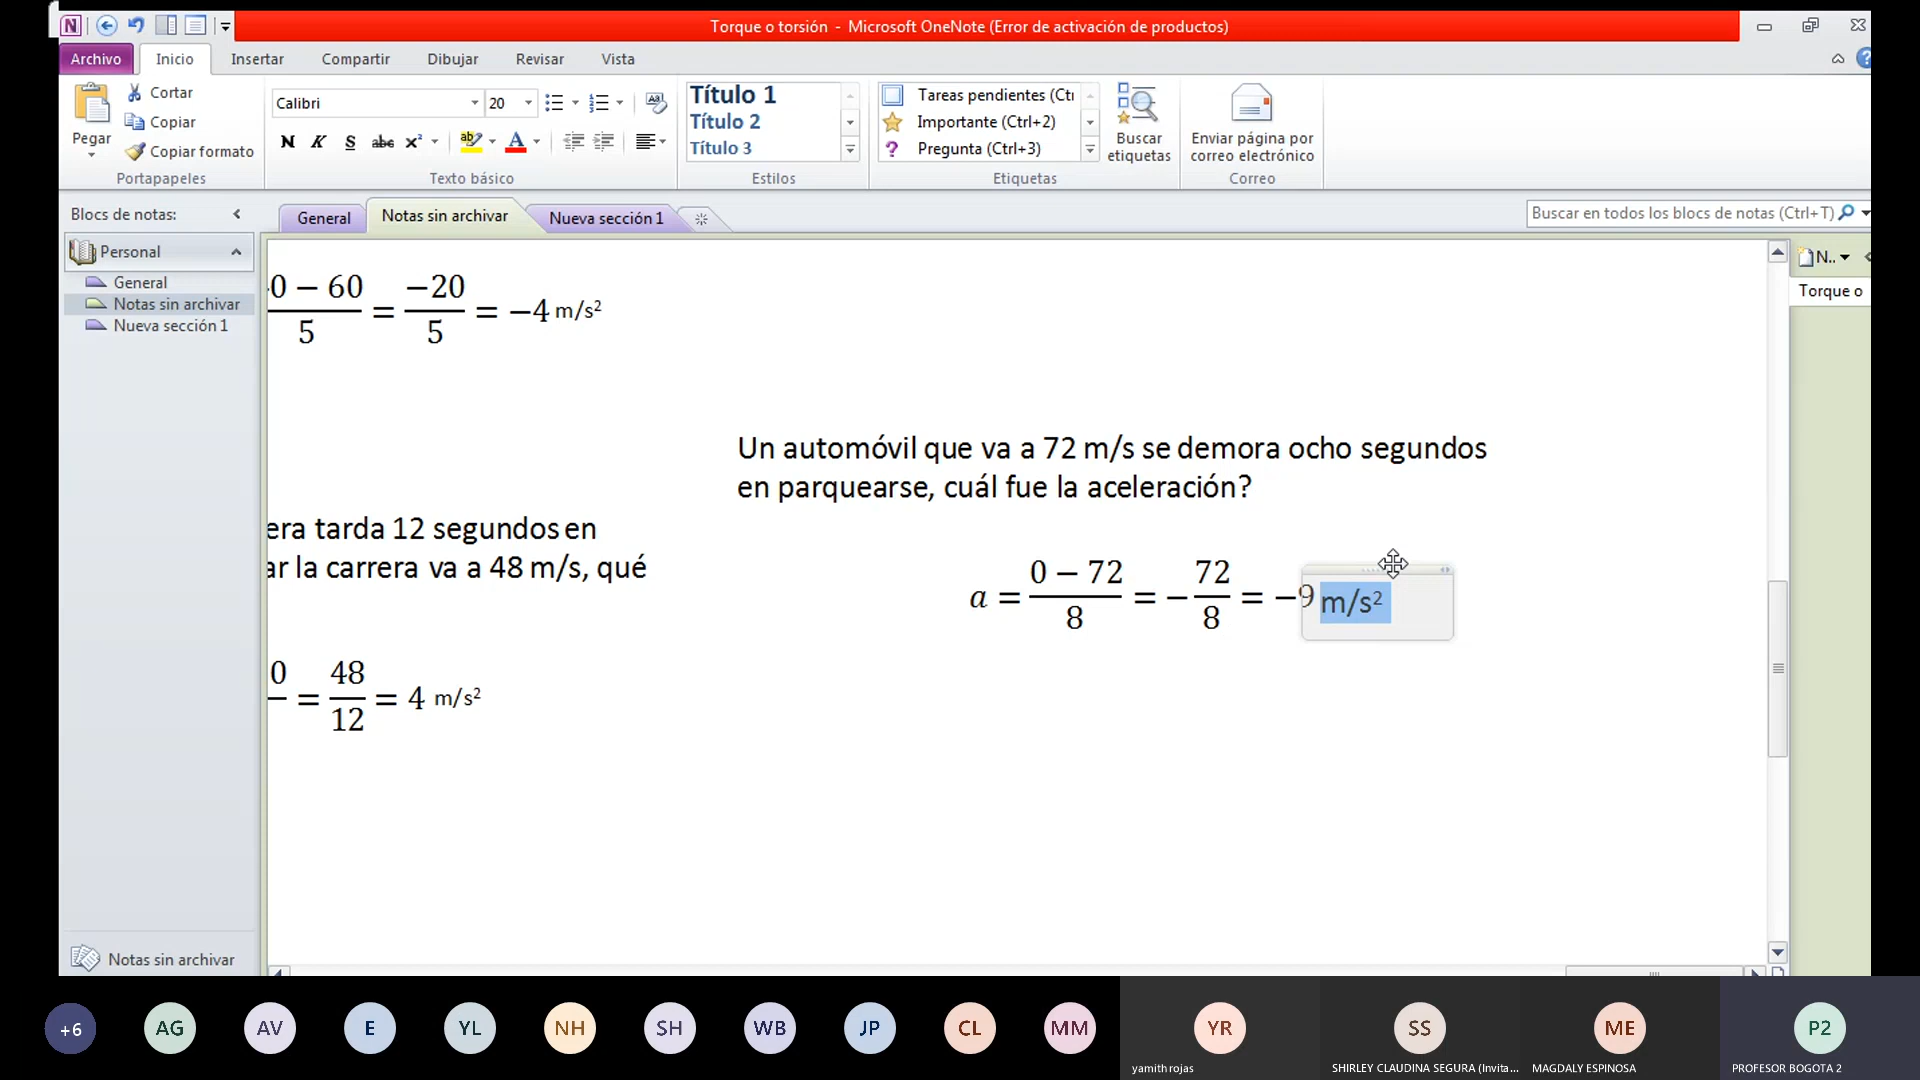 Torque o torsión - Microsoft OneNote (Error de activación de productos)
Archivo Inicio Insertar Compartir Dibujar Revisar Vista
Pegar
Cortar
Copiar
Copiar formato
Portapapeles
Calibri 20
N K S abc x²
Texto básico
Título 1
Título 2
Título 3
Estilos
Tareas pendientes (Ctr
Importante (Ctrl+2)
Pregunta (Ctrl+3)
Etiquetas
Buscar
etiquetas
Enviar página por
correo electrónico
Correo
Blocs de notas:
Personal
General
Notas sin archivar
Nueva sección 1
Notas sin archivar
General Notas sin archivar Nueva sección 1
Buscar en todos los blocs de notas (Ctrl+T)
N..
Torque o
0 − 60 / 5 = −20 / 5 = −4 m/s²
era tarda 12 segundos en
ar la carrera va a 48 m/s, qué
0 = 48 / 12 = 4 m/s²
Un automóvil que va a 72 m/s se demora ocho segundos
en parquearse, cuál fue la aceleración?
a = 0 − 72 / 8 = − 72 / 8 = −9 m/s²
+6 AG AV E YL NH SH WB JP CL MM YR SS ME P2
yamith rojas
SHIRLEY CLAUDINA SEGURA (Invita...
MAGDALY ESPINOSA
PROFESOR BOGOTA 2